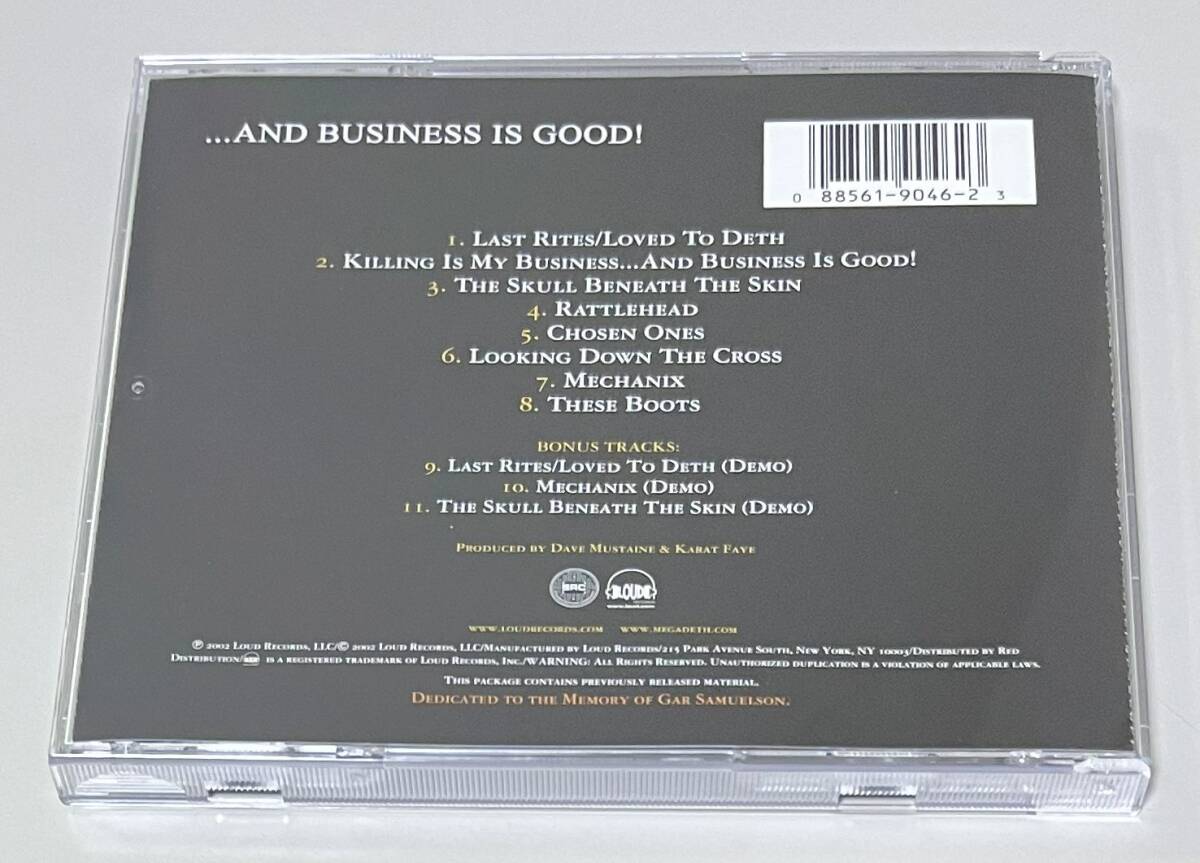 ...AND BUSINESS IS GOOD!
0 88561-9046-2 3
1. LAST RITES/LOVED TO DETH
2. KILLING IS MY BUSINESS...AND BUSINESS IS GOOD!
3. THE SKULL BENEATH THE SKIN
4. RATTLEHEAD
5. CHOSEN ONES
6. LOOKING DOWN THE CROSS
7. MECHANIX
8. THESE BOOTS
BONUS TRACKS:
9. LAST RITES/LOVED TO DETH (DEMO)
10. MECHANIX (DEMO)
11. THE SKULL BENEATH THE SKIN (DEMO)
PRODUCED BY DAVE MUSTAINE & KARAT FAYE
SRC LOUD
WWW.LOUDRECORDS.COM WWW.MEGADETH.COM
℗ 2002 LOUD RECORDS, LLC/© 2002 LOUD RECORDS, LLC/MANUFACTURED BY LOUD RECORDS/215 PARK AVENUE SOUTH, NEW YORK, NY 10003/DISTRIBUTED BY RED
DISTRIBUTION/ IS A REGISTERED TRADEMARK OF LOUD RECORDS, INC./WARNING: ALL RIGHTS RESERVED. UNAUTHORIZED DUPLICATION IS A VIOLATION OF APPLICABLE LAWS.
THIS PACKAGE CONTAINS PREVIOUSLY RELEASED MATERIAL.
DEDICATED TO THE MEMORY OF GAR SAMUELSON.